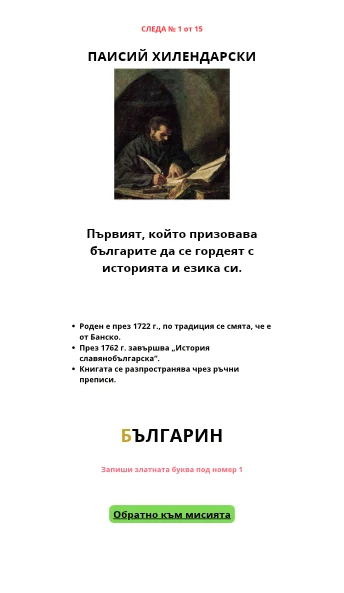 СЛЕДА № 1 от 15
ПАИСИЙ ХИЛЕНДАРСКИ
Първият, който призовава
българите да се гордеят с
историята и езика си.
• Роден е през 1722 г., по традиция се смята, че е
от Банско.
• През 1762 г. завършва „История
славянобългарска“.
• Книгата се разпространява чрез ръчни
преписи.
БЪЛГАРИН
Запиши златната буква под номер 1
Обратно към мисията